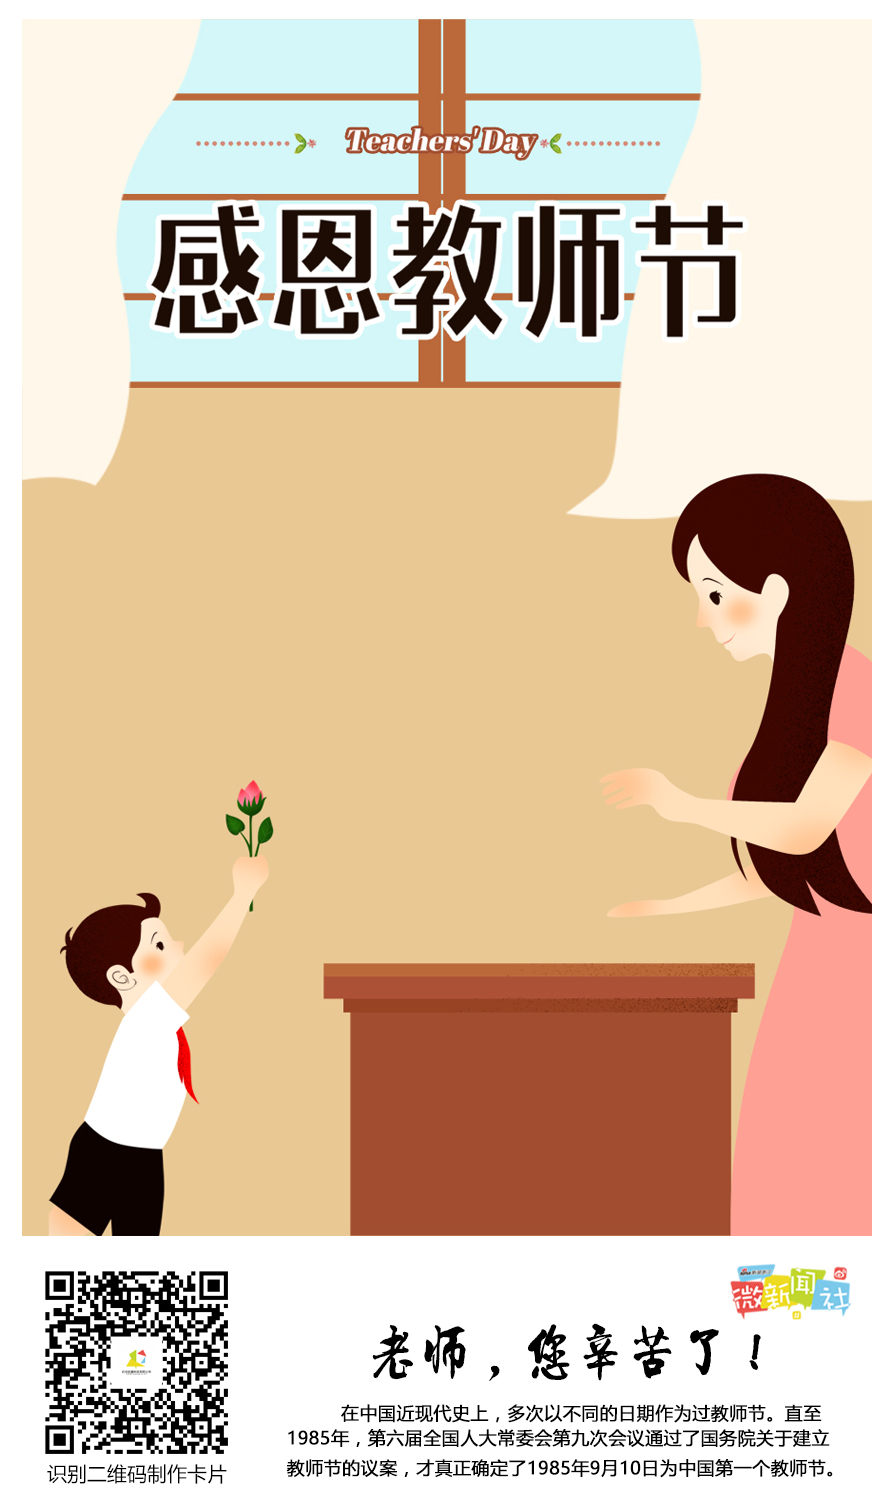 Teachers' Day
感恩教师节
微新闻社
老师，您辛苦了！
在中国近现代史上，多次以不同的日期作为过教师节。直至
1985年，第六届全国人大常委会第九次会议通过了国务院关于建立
教师节的议案，才真正确定了1985年9月10日为中国第一个教师节。
识别二维码制作卡片